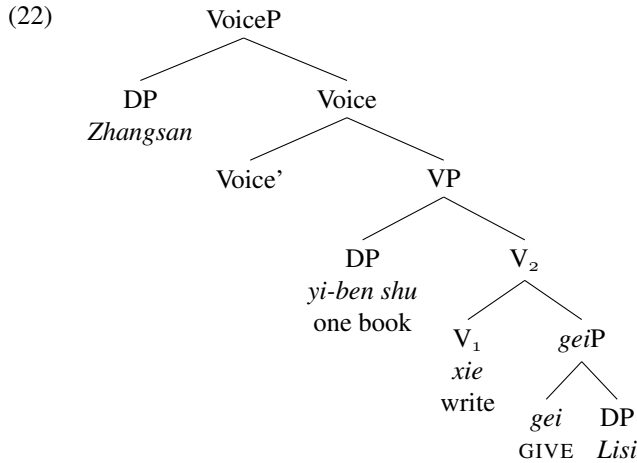 (22) VoiceP
DP Voice
Zhangsan
Voice’ VP
DP V₂
yi-ben shu
one book
V₁ geiP
xie
write
gei DP
GIVE Lisi